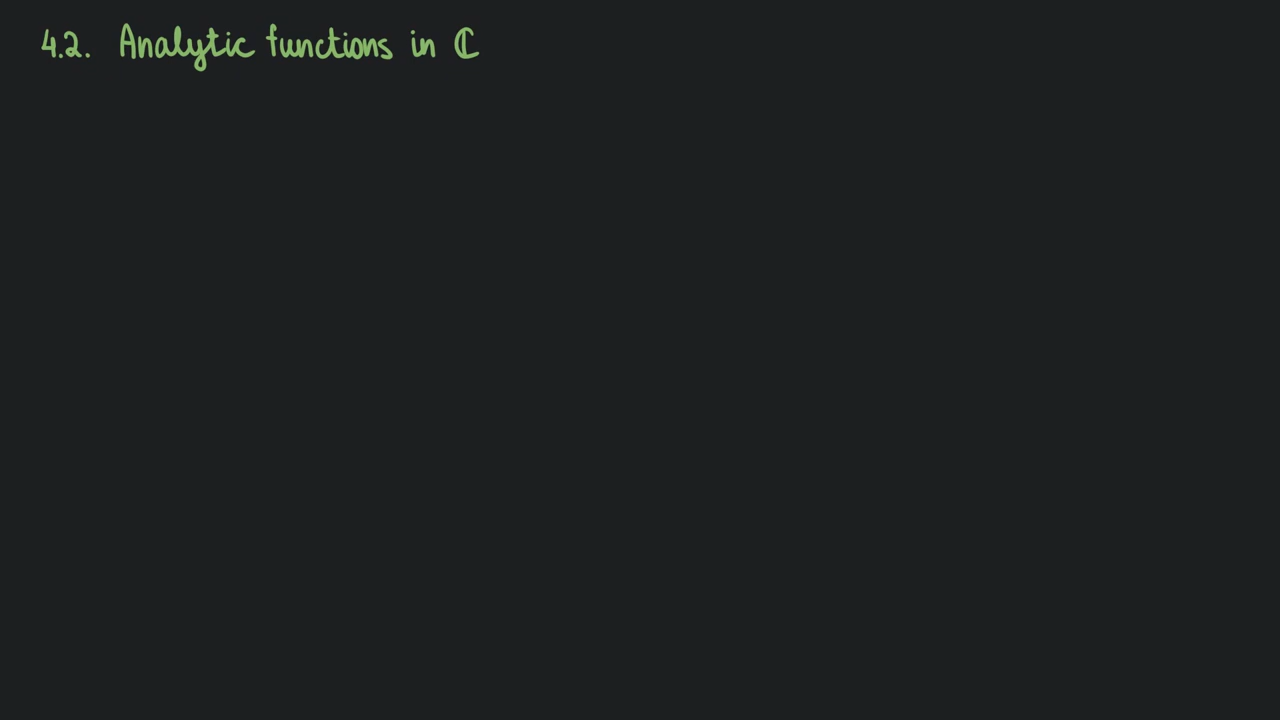 4.2. Analytic functions in ℂ